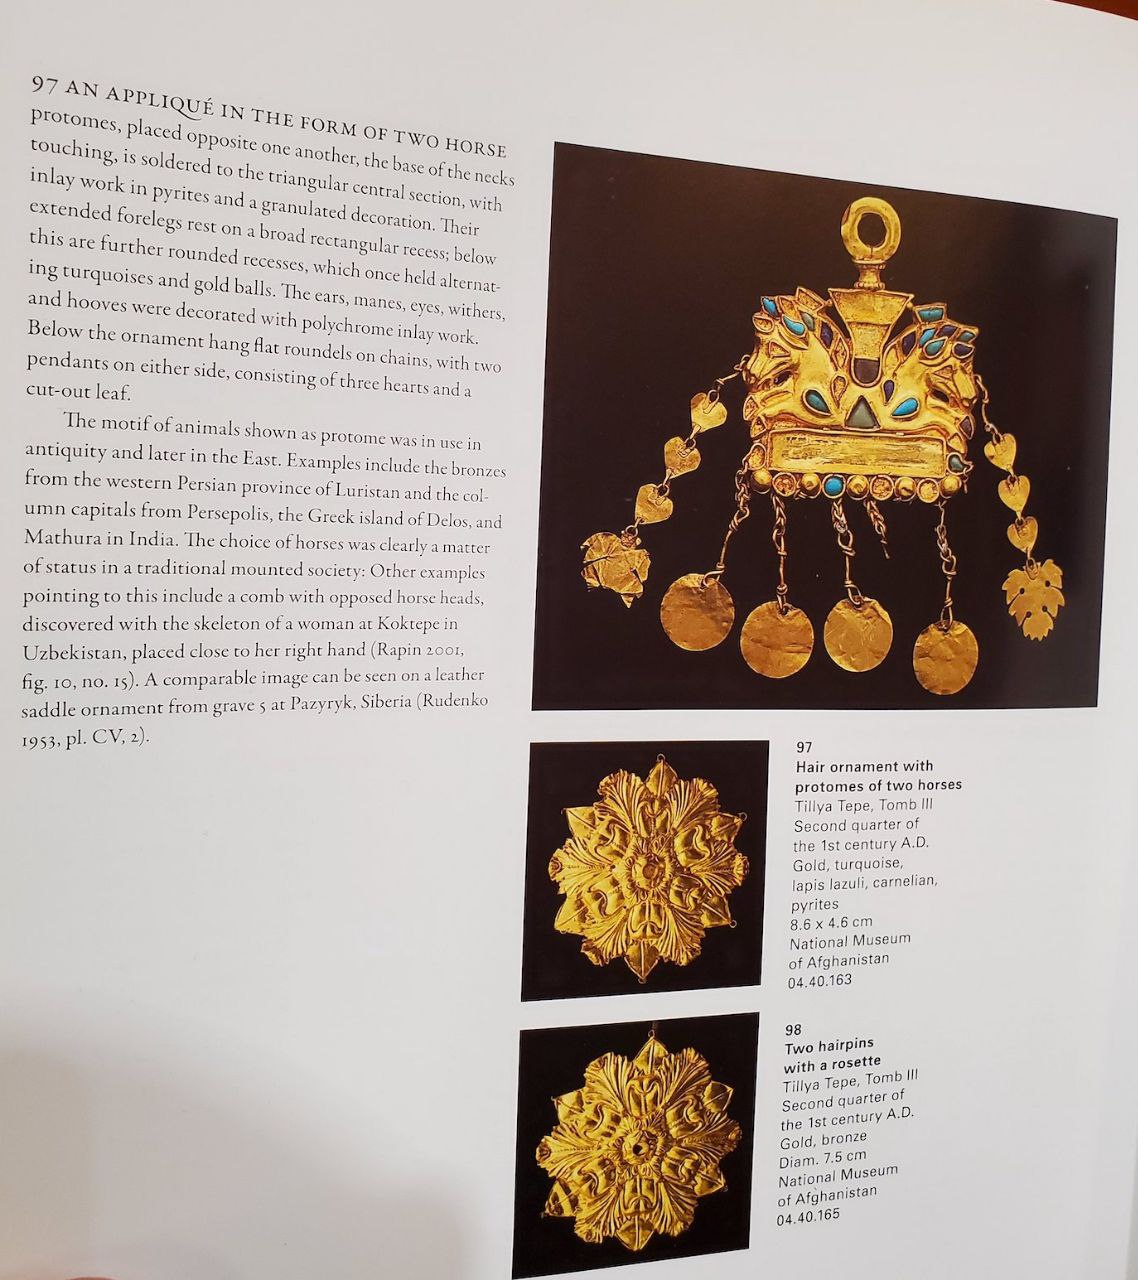 97 AN APPLIQUÉ IN THE FORM OF TWO HORSE
protomes, placed opposite one another, the base of the necks
touching, is soldered to the triangular central section, with
inlay work in pyrites and a granulated decoration. Their
extended forelegs rest on a broad rectangular recess; below
this are further rounded recesses, which once held alternat-
ing turquoises and gold balls. The ears, manes, eyes, withers,
and hooves were decorated with polychrome inlay work.
Below the ornament hang flat roundels on chains, with two
pendants on either side, consisting of three hearts and a
cut-out leaf.
The motif of animals shown as protome was in use in
antiquity and later in the East. Examples include the bronzes
from the western Persian province of Luristan and the col-
umn capitals from Persepolis, the Greek island of Delos, and
Mathura in India. The choice of horses was clearly a matter
of status in a traditional mounted society: Other examples
pointing to this include a comb with opposed horse heads,
discovered with the skeleton of a woman at Koktepe in
Uzbekistan, placed close to her right hand (Rapin 2001,
fig. 10, no. 15). A comparable image can be seen on a leather
saddle ornament from grave 5 at Pazyryk, Siberia (Rudenko
1953, pl. CV, 2).
97
Hair ornament with
protomes of two horses
Tillya Tepe, Tomb III
Second quarter of
the 1st century A.D.
Gold, turquoise,
lapis lazuli, carnelian,
pyrites
8.6 x 4.6 cm
National Museum
of Afghanistan
04.40.163
98
Two hairpins
with a rosette
Tillya Tepe, Tomb III
Second quarter of
the 1st century A.D.
Gold, bronze
Diam. 7.5 cm
National Museum
of Afghanistan
04.40.165